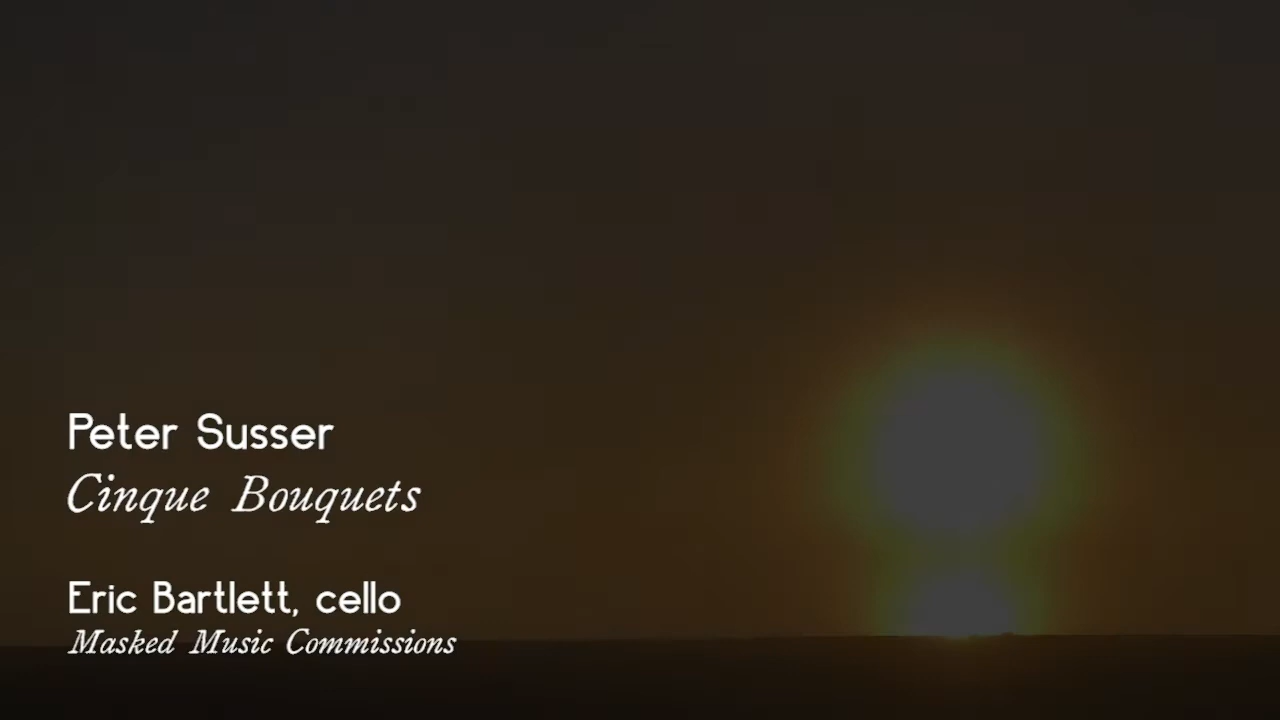 Peter Susser
Cinque Bouquets
Eric Bartlett, cello
Masked Music Commissions